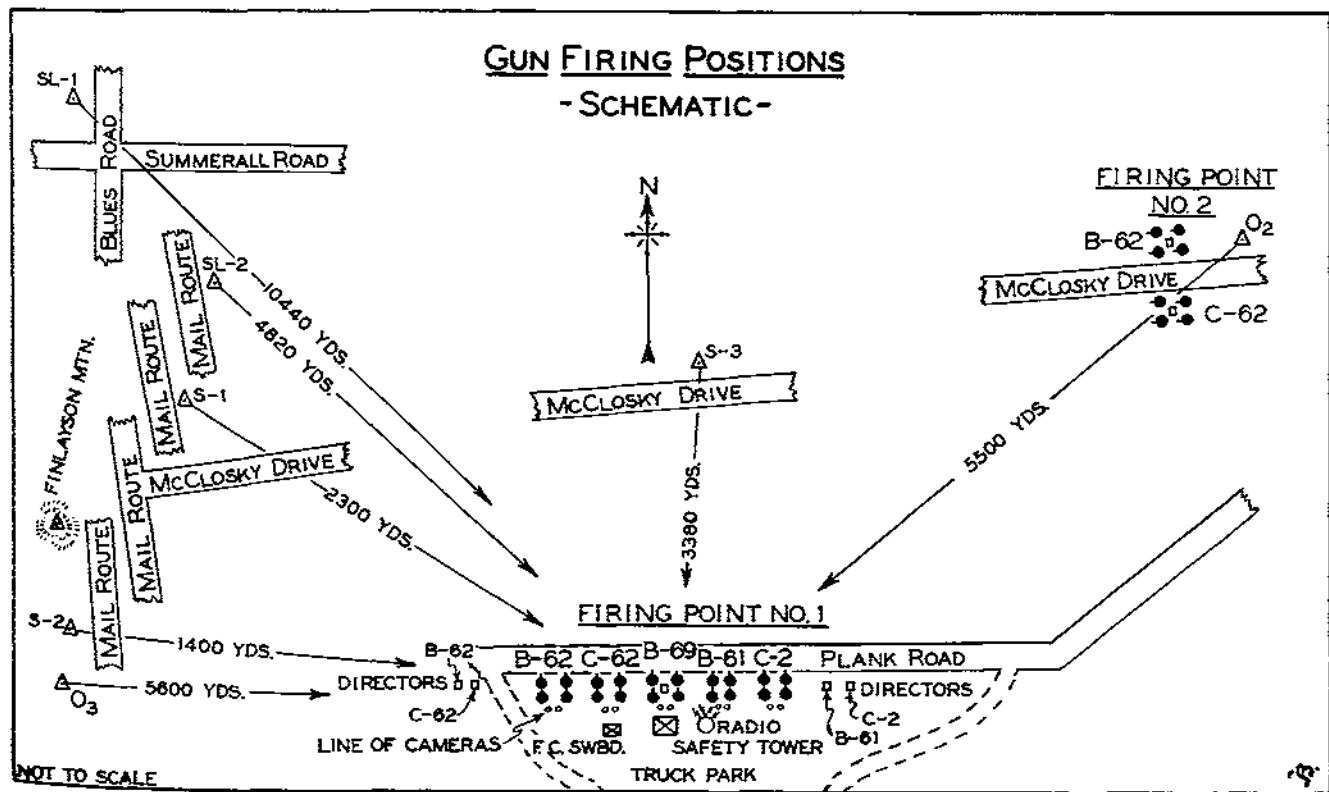 GUN FIRING POSITIONS
-SCHEMATIC-
SL-1
BLUES ROAD
SUMMERALL ROAD
N
FIRING POINT
NO. 2
B-62
O2
McCLOSKY DRIVE
C-62
MAIL ROUTE
SL-2
10440 YDS.
4820 YDS.
MAIL ROUTE
S-1
S-3
McCLOSKY DRIVE
5500 YDS.
FINLAYSON MTN.
MAIL ROUTE
McCLOSKY DRIVE
2300 YDS.
3380 YDS.
MAIL ROUTE
S-2
1400 YDS.
FIRING POINT NO. 1
B-62
B-62 C-62 B-69 B-61 C-2 PLANK ROAD
O3
5600 YDS.
DIRECTORS
C-62
DIRECTORS
C-2
B-61
LINE OF CAMERAS
F.C. SWBD.
RADIO
SAFETY TOWER
TRUCK PARK
NOT TO SCALE